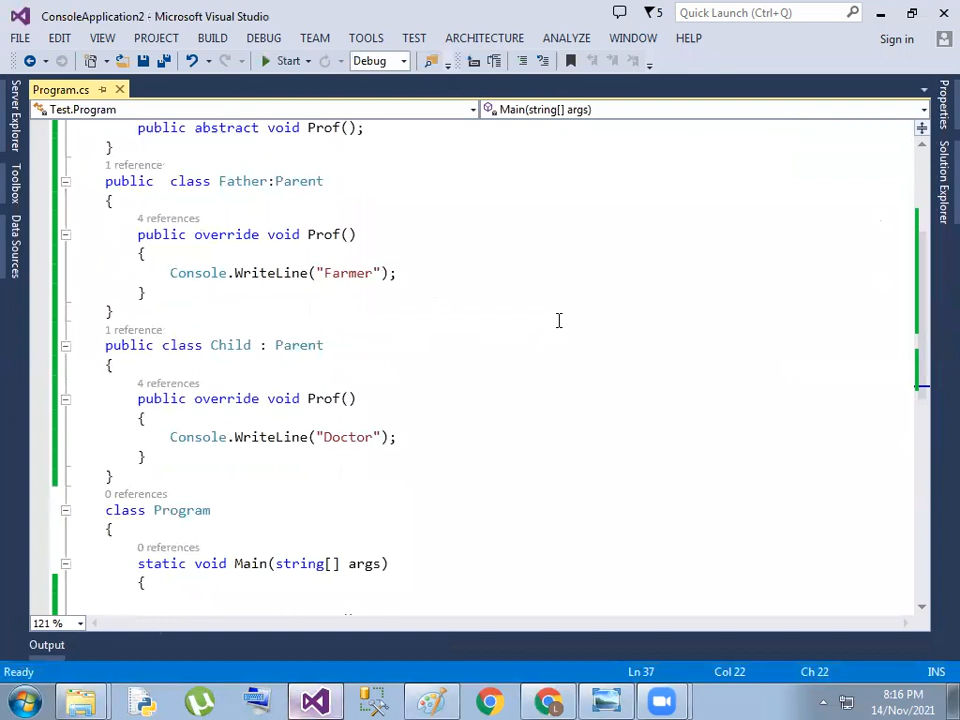 ConsoleApplication2 - Microsoft Visual Studio
5
Quick Launch (Ctrl+Q)
FILE EDIT VIEW PROJECT BUILD DEBUG TEAM TOOLS TEST ARCHITECTURE ANALYZE WINDOW HELP
Sign in
Start
Debug
Program.cs
Test.Program
Main(string[] args)
Server Explorer
Toolbox
Data Sources
Properties
Solution Explorer
public abstract void Prof();
}
1 reference
public  class Father:Parent
{
4 references
public override void Prof()
{
Console.WriteLine("Farmer");
}
}
1 reference
public class Child : Parent
{
4 references
public override void Prof()
{
Console.WriteLine("Doctor");
}
}
0 references
class Program
{
0 references
static void Main(string[] args)
{
121 %
Output
Ready
Ln 37
Col 22
Ch 22
INS
8:16 PM
14/Nov/2021